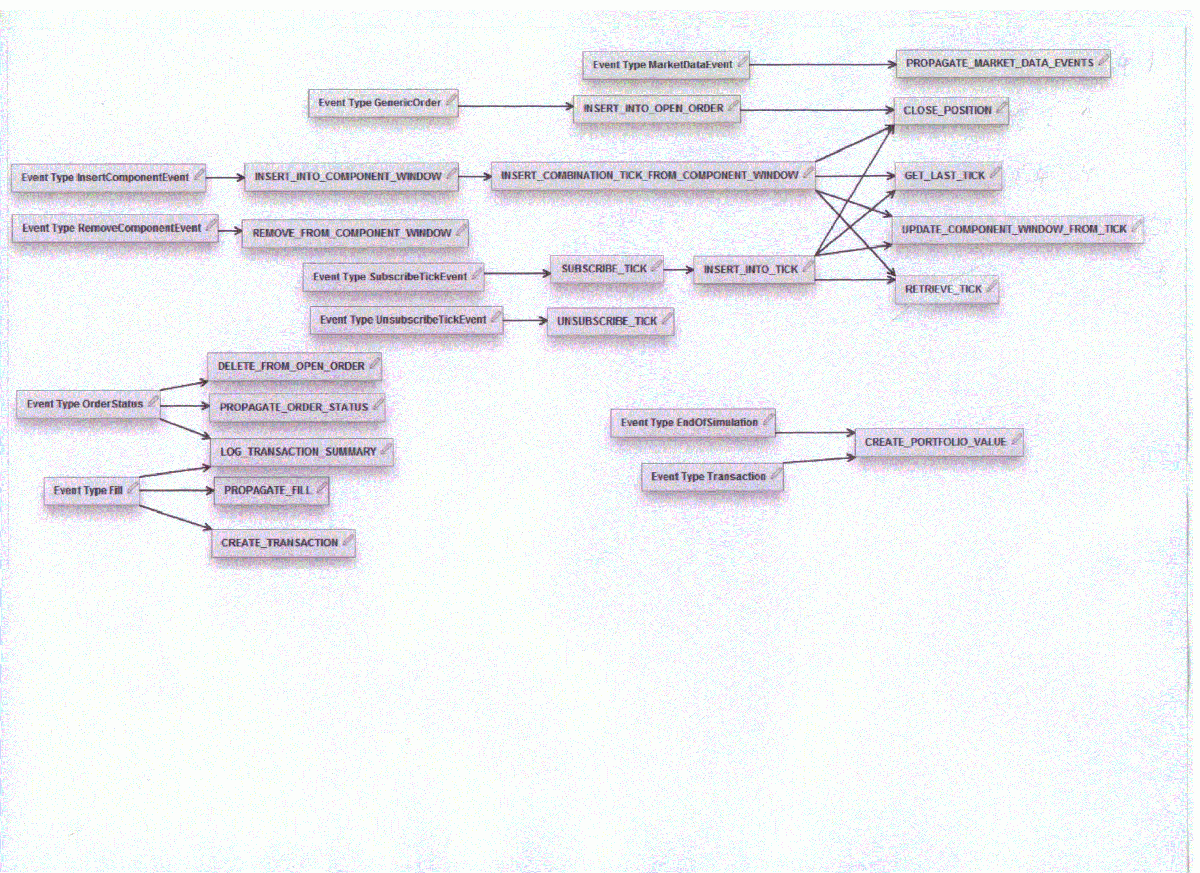 Event Type MarketDataEvent
PROPAGATE_MARKET_DATA_EVENTS
Event Type GenericOrder
INSERT_INTO_OPEN_ORDER
CLOSE_POSITION
Event Type InsertComponentEvent
INSERT_INTO_COMPONENT_WINDOW
INSERT_COMBINATION_TICK_FROM_COMPONENT_WINDOW
GET_LAST_TICK
Event Type RemoveComponentEvent
REMOVE_FROM_COMPONENT_WINDOW
UPDATE_COMPONENT_WINDOW_FROM_TICK
Event Type SubscribeTickEvent
SUBSCRIBE_TICK
INSERT_INTO_TICK
RETRIEVE_TICK
Event Type UnsubscribeTickEvent
UNSUBSCRIBE_TICK
DELETE_FROM_OPEN_ORDER
Event Type OrderStatus
PROPAGATE_ORDER_STATUS
LOG_TRANSACTION_SUMMARY
Event Type Fill
PROPAGATE_FILL
CREATE_TRANSACTION
Event Type EndOfSimulation
CREATE_PORTFOLIO_VALUE
Event Type Transaction